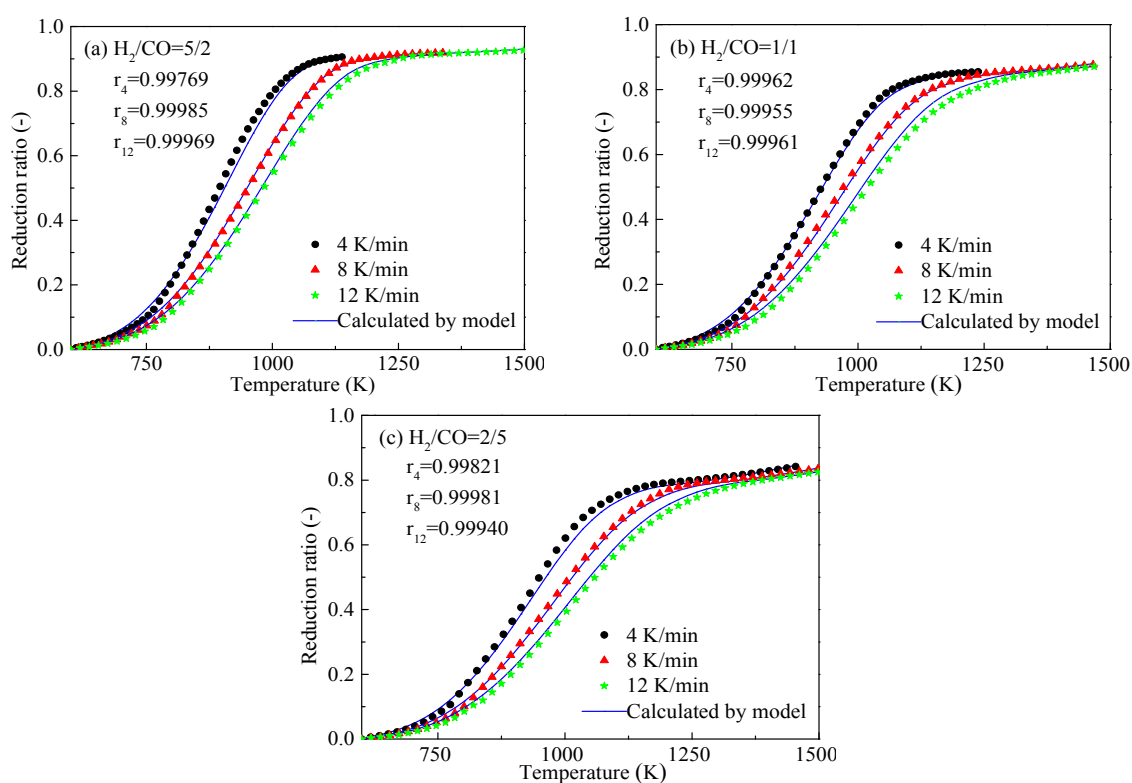 (a) H₂/CO=5/2
r₄=0.99769
r₈=0.99985
r₁₂=0.99969
Reduction ratio (-)
1.0
0.8
0.6
0.4
0.2
0.0
4 K/min
8 K/min
12 K/min
Calculated by model
750 1000 1250 1500
Temperature (K)
(b) H₂/CO=1/1
r₄=0.99962
r₈=0.99955
r₁₂=0.99961
Reduction ratio (-)
1.0
0.8
0.6
0.4
0.2
0.0
4 K/min
8 K/min
12 K/min
Calculated by model
750 1000 1250 1500
Temperature (K)
(c) H₂/CO=2/5
r₄=0.99821
r₈=0.99981
r₁₂=0.99940
Reduction ratio (-)
1.0
0.8
0.6
0.4
0.2
0.0
4 K/min
8 K/min
12 K/min
Calculated by model
750 1000 1250 1500
Temperature (K)